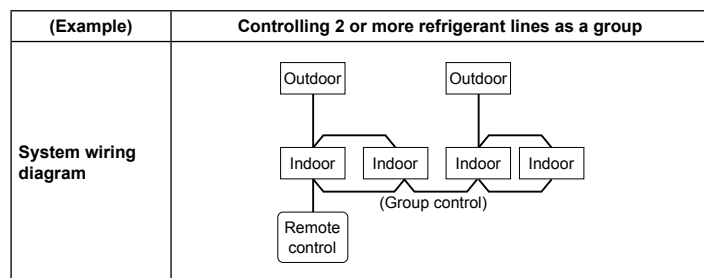 (Example)
Controlling 2 or more refrigerant lines as a group
System wiring
diagram
Outdoor
Outdoor
Indoor
Indoor
Indoor
Indoor
(Group control)
Remote
control